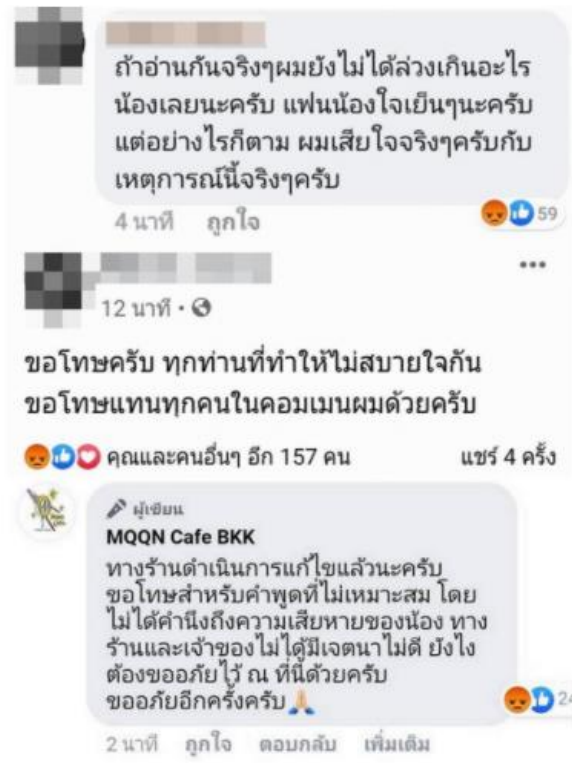 ถ้าอ่านกันจริงๆผมยังไม่ได้ล่วงเกินอะไร
น้องเลยนะครับ แฟนน้องใจเย็นๆนะครับ
แต่อย่างไรก็ตาม ผมเสียใจจริงๆครับกับ
เหตุการณ์นี้จริงๆครับ
4 นาที ถูกใจ
59
12 นาที
ขอโทษครับ ทุกท่านที่ทำให้ไม่สบายใจกัน
ขอโทษแทนทุกคนในคอมเมนผมด้วยครับ
คุณและคนอื่นๆ อีก 157 คน แชร์ 4 ครั้ง
ผู้เขียน
MQQN Cafe BKK
ทางร้านดำเนินการแก้ไขแล้วนะครับ
ขอโทษสำหรับคำพูดที่ไม่เหมาะสม โดย
ไม่ได้คำนึงถึงความเสียหายของน้อง ทาง
ร้านและเจ้าของไม่ได้มีเจตนาไม่ดี ยังไง
ต้องขออภัยไว้ ณ ที่นี้ด้วยครับ
ขออภัยอีกครั้งครับ🙏🏻
2 นาที ถูกใจ ตอบกลับ เพิ่มเติม